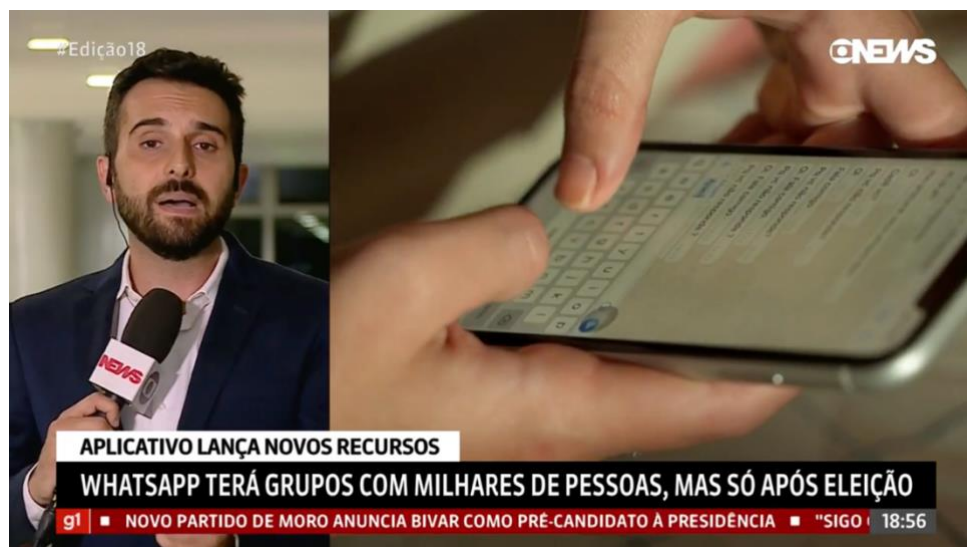 #Edição18
GNEWS
NEWS
APLICATIVO LANÇA NOVOS RECURSOS
WHATSAPP TERÁ GRUPOS COM MILHARES DE PESSOAS, MAS SÓ APÓS ELEIÇÃO
g1 ■ NOVO PARTIDO DE MORO ANUNCIA BIVAR COMO PRÉ-CANDIDATO À PRESIDÊNCIA ■ "SIGO 18:56